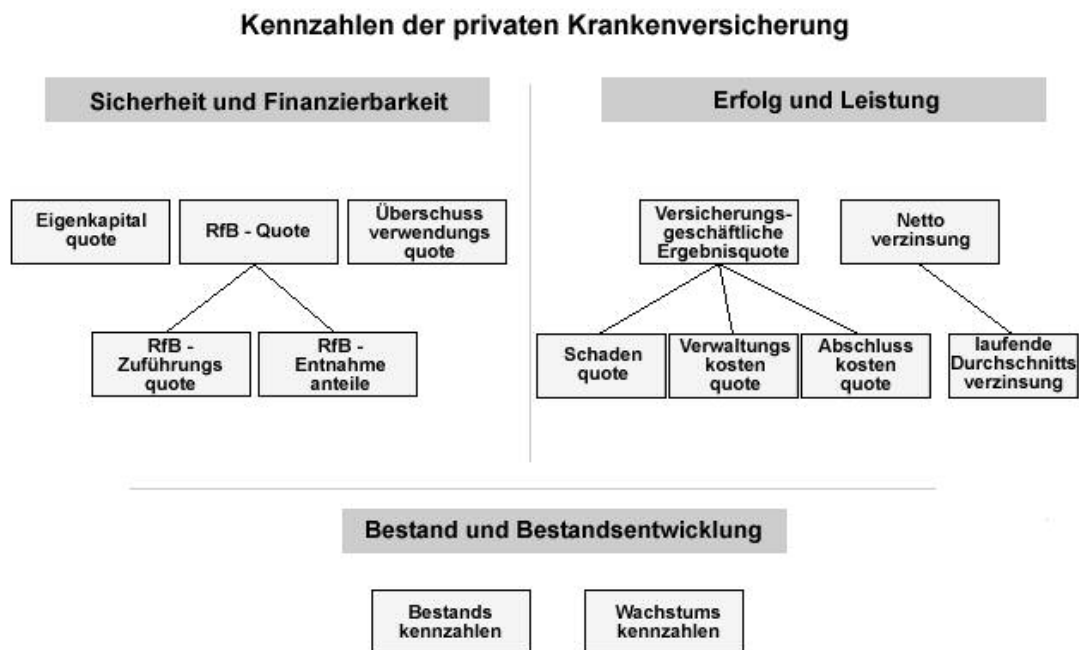 Kennzahlen der privaten Krankenversicherung
Sicherheit und Finanzierbarkeit
Eigenkapital
quote
RfB - Quote
Überschuss
verwendungs
quote
RfB -
Zuführungs
quote
RfB -
Entnahme
anteile
Erfolg und Leistung
Versicherungs-
geschäftliche
Ergebnisquote
Netto
verzinsung
Schaden
quote
Verwaltungs
kosten
quote
Abschluss
kosten
quote
laufende
Durchschnitts
verzinsung
Bestand und Bestandsentwicklung
Bestands
kennzahlen
Wachstums
kennzahlen